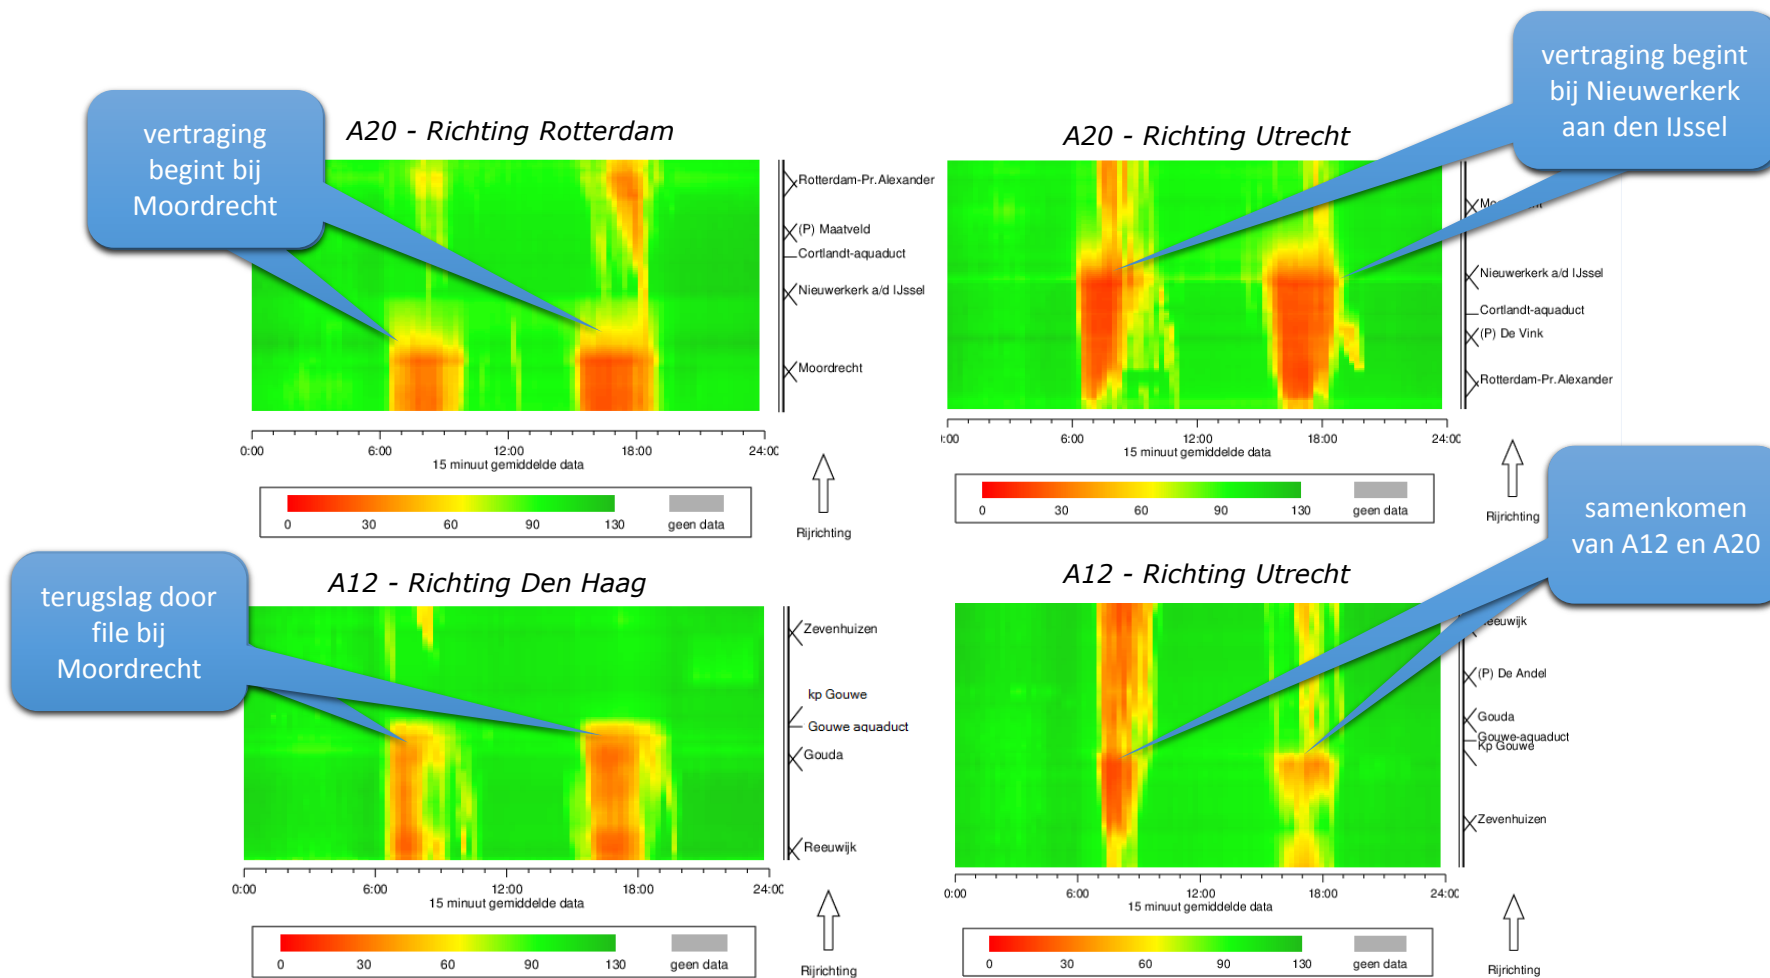 vertraging
begint bij
Moordrecht
A20 - Richting Rotterdam
Rotterdam-Pr.Alexander
(P) Maatveld
Cortlandt-aquaduct
Nieuwerkerk a/d IJssel
Moordrecht
0:00 6:00 12:00 18:00 24:00
15 minuut gemiddelde data
0 30 60 90 130 geen data
Rijrichting
vertraging begint
bij Nieuwerkerk
aan den IJssel
A20 - Richting Utrecht
Nieuwerkerk a/d IJssel
Cortlandt-aquaduct
(P) De Vink
Rotterdam-Pr.Alexander
0:00 6:00 12:00 18:00 24:00
15 minuut gemiddelde data
0 30 60 90 130 geen data
Rijrichting
terugslag door
file bij
Moordrecht
A12 - Richting Den Haag
Zevenhuizen
kp Gouwe
Gouwe aquaduct
Gouda
Reeuwijk
0:00 6:00 12:00 18:00 24:00
15 minuut gemiddelde data
0 30 60 90 130 geen data
Rijrichting
samenkomen
van A12 en A20
A12 - Richting Utrecht
Reeuwijk
(P) De Andel
Gouda
Gouwe-aquaduct
Kp Gouwe
Zevenhuizen
0:00 6:00 12:00 18:00 24:00
15 minuut gemiddelde data
0 30 60 90 130 geen data
Rijrichting